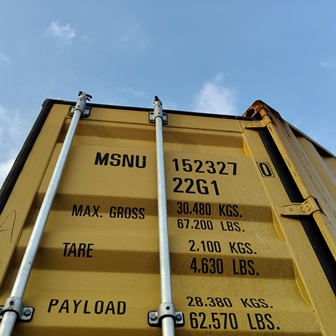 MSNU 152327 0
22G1
MAX. GROSS 30.480 KGS.
67.200 LBS.
TARE 2.100 KGS.
4.630 LBS.
PAYLOAD 28.380 KGS.
62.570 LBS.